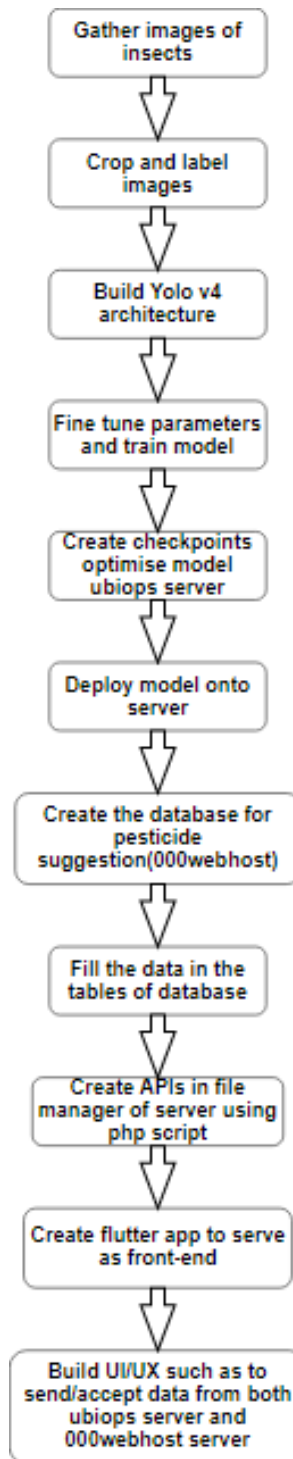 Gather images of
insects
Crop and label
images
Build Yolo v4
architecture
Fine tune parameters
and train model
Create checkpoints
optimise model
ubiops server
Deploy model onto
server
Create the database for
pesticide
suggestion(000webhost)
Fill the data in the
tables of database
Create APIs in file
manager of server using
php script
Create flutter app to serve
as front-end
Build UI/UX such as to
send/accept data from both
ubiops server and
000webhost server